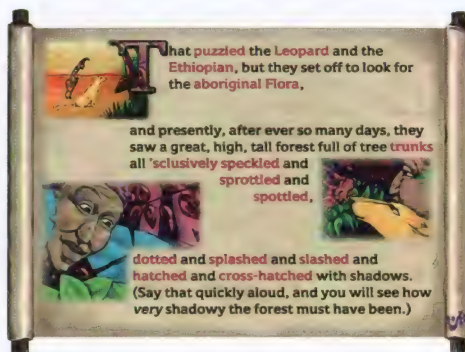 That puzzled the Leopard and the
Ethiopian, but they set off to look for
the aboriginal Flora,
and presently, after ever so many days, they
saw a great, high, tall forest full of tree trunks
all 'sclusively speckled and
sprottled and
spottled,
dotted and splashed and slashed and
hatched and cross-hatched with shadows.
(Say that quickly aloud, and you will see how
very shadowy the forest must have been.)